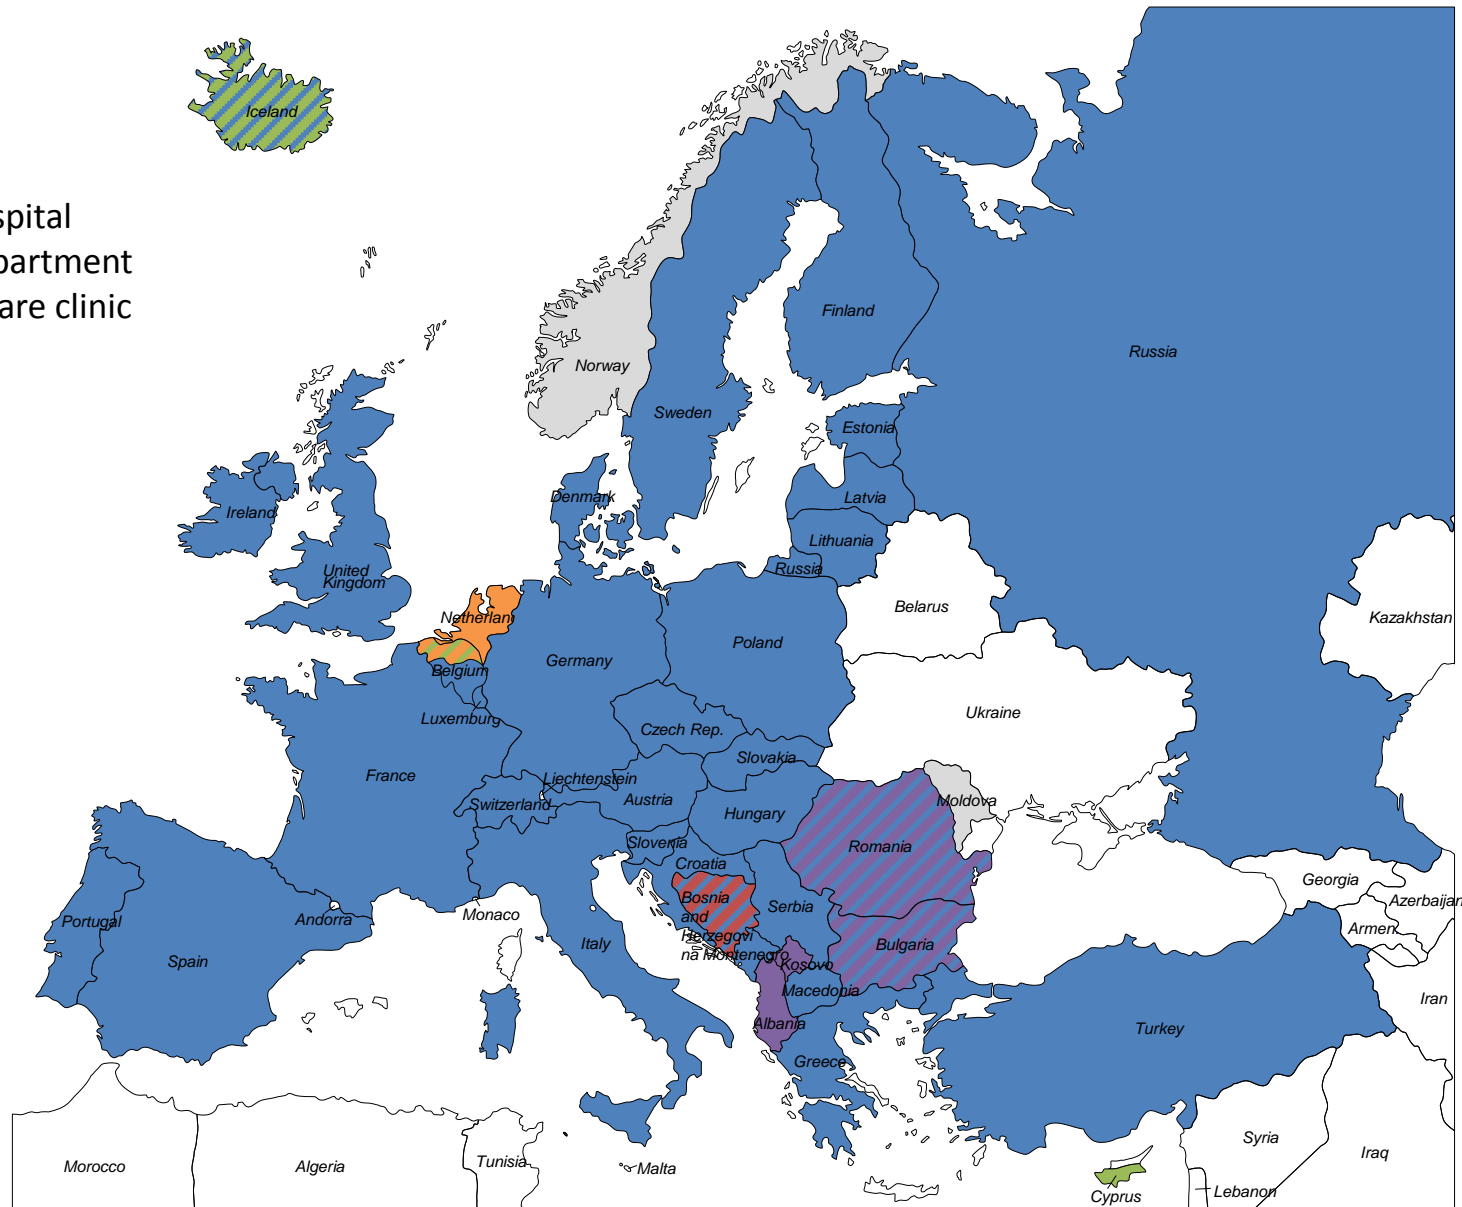 Iceland
spital
partment
are clinic
Norway
Finland
Russia
Sweden
Estonia
Latvia
Lithuania
Russia
Denmark
Ireland
United
Kingdom
Netherlan
Belgium
Luxemburg
Germany
Poland
Belarus
Kazakhstan
Ukraine
Czech Rep.
Slovakia
France
Liechtenstein
Switzerland
Austria
Hungary
Moldova
Romania
Slovenia
Croatia
Bosnia
and
Herzegovi
na Montenegro
Serbia
Kosovo
Bulgaria
Macedonia
Albania
Greece
Portugal
Spain
Andorra
Monaco
Italy
Georgia
Azerbaijan
Armen
Iran
Turkey
Morocco
Algeria
Tunisia
Malta
Cyprus
Syria
Lebanon
Iraq